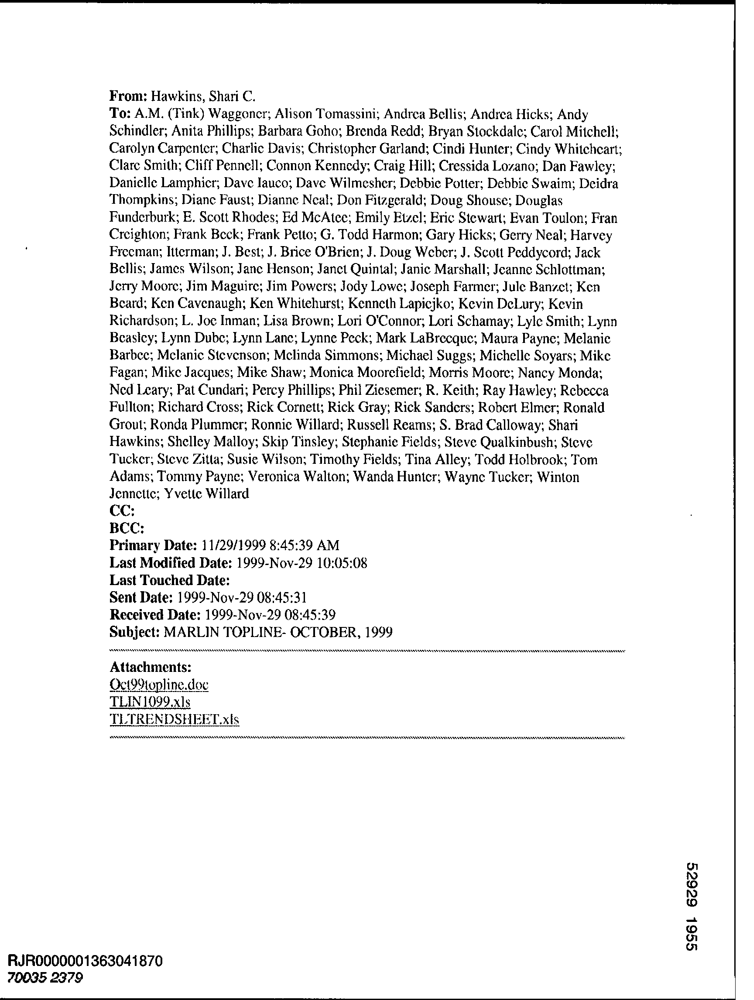 From: Hawkins, Shari C.
To: A.M. (Tink) Waggoner; Alison Tomassini; Andrea Bellis; Andrea Hicks; Andy
Schindler; Anita Phillips; Barbara Goho; Brenda Redd; Bryan Stockdale; Carol Mitchell;
Carolyn Carpenter; Charlie Davis; Christopher Garland; Cindi Hunter; Cindy Whiteheart;
Clare Smith; Cliff Pennell; Connon Kennedy; Craig Hill; Cressida Lozano; Dan Fawley;
Danielle Lamphier; Dave Iauco; Dave Wilmesher; Debbie Potter; Debbie Swaim; Deidra
Thompkins; Diane Faust; Dianne Neal; Don Fitzgerald; Doug Shouse; Douglas
Funderburk; E. Scott Rhodes; Ed McAtee; Emily Etzel; Eric Stewart; Evan Toulon; Fran
Creighton; Frank Beck; Frank Petto; G. Todd Harmon; Gary Hicks; Gerry Neal; Harvey
Freeman; Itterman; J. Best; J. Brice O'Brien; J. Doug Weber; J. Scott Peddycord; Jack
Bellis; James Wilson; Jane Henson; Janet Quintal; Janie Marshall; Jeanne Schlottman;
Jerry Moore; Jim Maguire; Jim Powers; Jody Lowe; Joseph Farmer; Jule Banzet; Ken
Beard; Ken Cavenaugh; Ken Whitehurst; Kenneth Lapiejko; Kevin DeLury; Kevin
Richardson; L. Joe Inman; Lisa Brown; Lori O'Connor; Lori Schamay; Lyle Smith; Lynn
Beasley; Lynn Dube; Lynn Lane; Lynne Peck; Mark LaBrecque; Maura Payne; Melanie
Barbee; Melanie Stevenson; Melinda Simmons; Michael Suggs; Michelle Soyars; Mike
Fagan; Mike Jacques; Mike Shaw; Monica Moorefield; Morris Moore; Nancy Monda;
Ned Leary; Pat Cundari; Percy Phillips; Phil Ziesemer; R. Keith; Ray Hawley; Rebecca
Fullton; Richard Cross; Rick Cornett; Rick Gray; Rick Sanders; Robert Elmer; Ronald
Grout; Ronda Plummer; Ronnie Willard; Russell Reams; S. Brad Calloway; Shari
Hawkins; Shelley Malloy; Skip Tinsley; Stephanie Fields; Steve Qualkinbush; Steve
Tucker; Steve Zitta; Susie Wilson; Timothy Fields; Tina Alley; Todd Holbrook; Tom
Adams; Tommy Payne; Veronica Walton; Wanda Hunter; Wayne Tucker; Winton
Jennette; Yvette Willard
CC:
BCC:
Primary Date: 11/29/1999 8:45:39 AM
Last Modified Date: 1999-Nov-29 10:05:08
Last Touched Date:
Sent Date: 1999-Nov-29 08:45:31
Received Date: 1999-Nov-29 08:45:39
Subject: MARLIN TOPLINE- OCTOBER, 1999
Attachments:
Oct99topline.doc
TLIN1099.xls
TLTRENDSHEET.xls
52929 1955
RJR0000001363041870
70035 2379